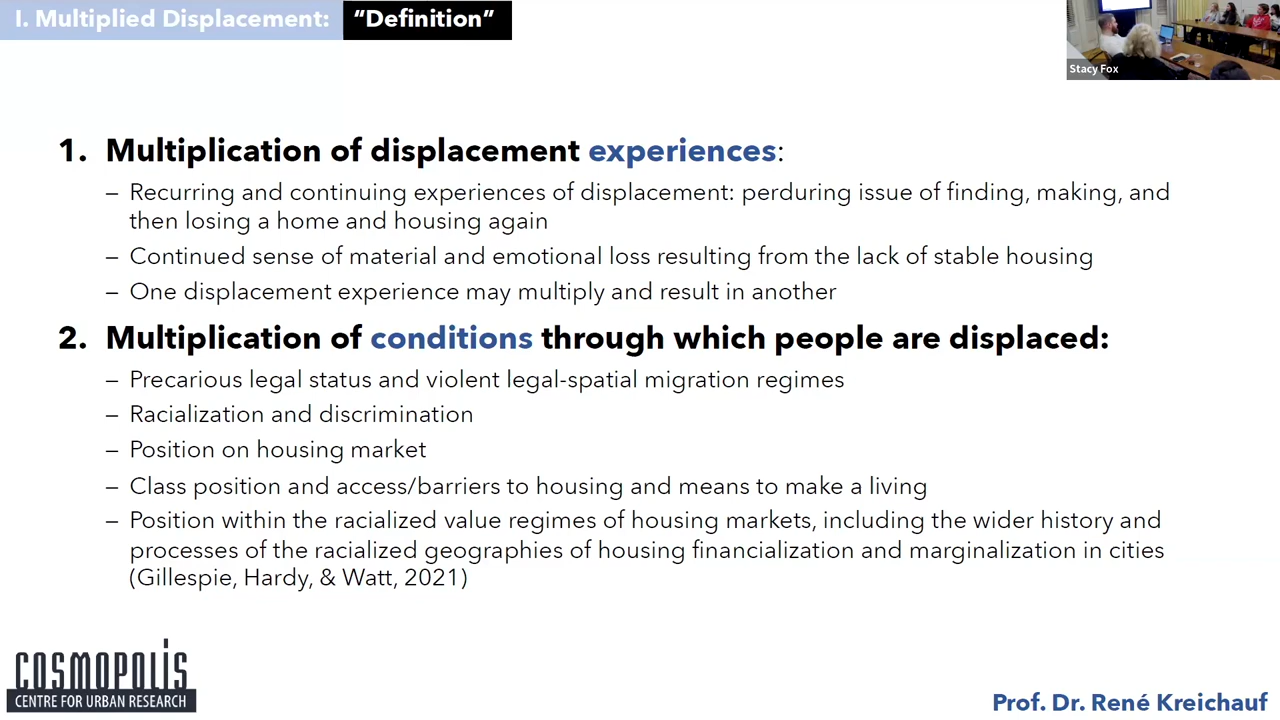 I. Multiplied Displacement: “Definition”
Stacy Fox
1. Multiplication of displacement experiences:
– Recurring and continuing experiences of displacement: perduring issue of finding, making, and
then losing a home and housing again
– Continued sense of material and emotional loss resulting from the lack of stable housing
– One displacement experience may multiply and result in another
2. Multiplication of conditions through which people are displaced:
– Precarious legal status and violent legal-spatial migration regimes
– Racialization and discrimination
– Position on housing market
– Class position and access/barriers to housing and means to make a living
– Position within the racialized value regimes of housing markets, including the wider history and
processes of the racialized geographies of housing financialization and marginalization in cities
(Gillespie, Hardy, & Watt, 2021)
COSMOPOLIS
CENTRE FOR URBAN RESEARCH
Prof. Dr. René Kreichauf